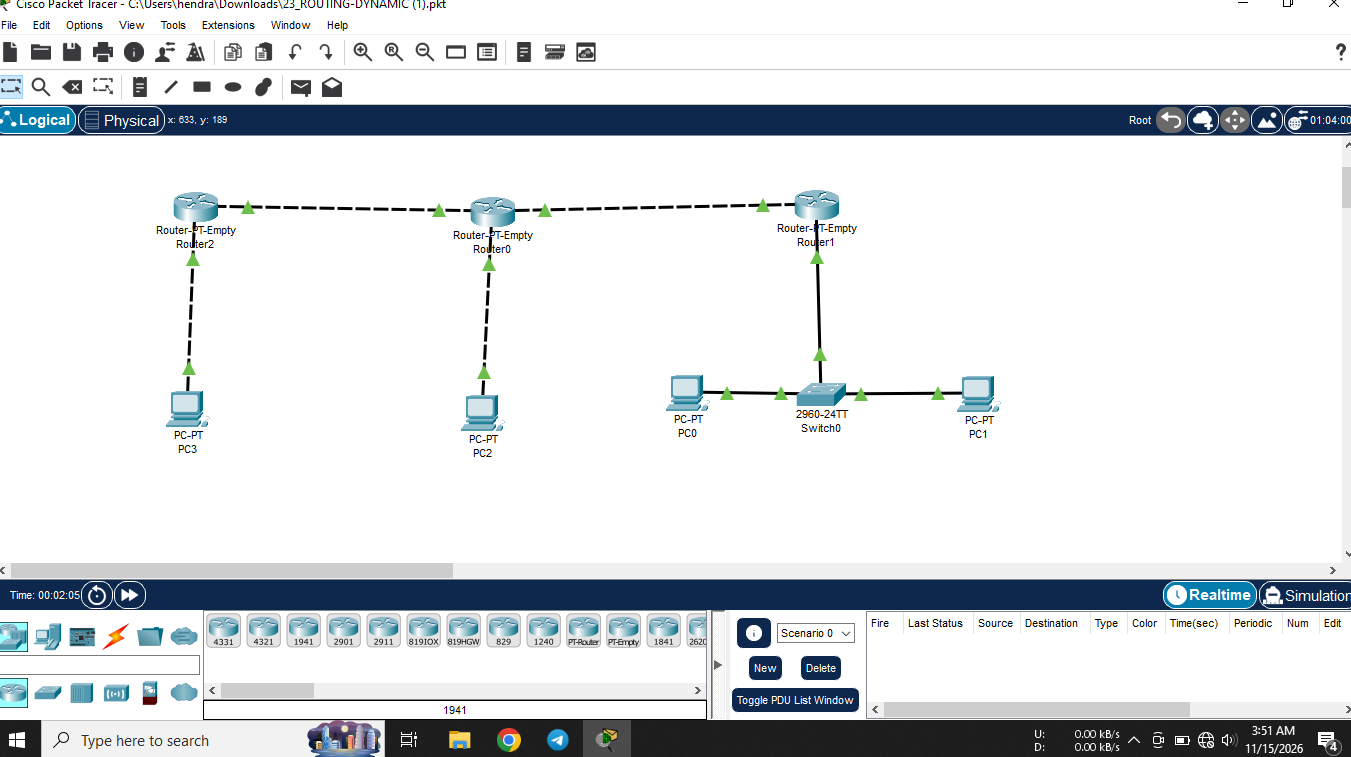 Cisco Packet Tracer - C:\Users\hendra\Downloads\23_ROUTING-DYNAMIC (1).pkt
File Edit Options View Tools Extensions Window Help
?
Logical Physical x: 633, y: 189 Root 01:04:00
Router-PT-Empty
Router2
Router-PT-Empty
Router0
Router-PT-Empty
Router1
PC-PT
PC3
PC-PT
PC2
PC-PT
PC0
2960-24TT
Switch0
PC-PT
PC1
Time: 00:02:05 Realtime Simulation
4331 4321 1941 2901 2911 819IOX 819HGW 829 1240 PT-Router PT-Empty 1841 2620
1941
Scenario 0
New Delete
Toggle PDU List Window
Fire Last Status Source Destination Type Color Time(sec) Periodic Num Edit
Type here to search
U: 0.00 kB/s
D: 0.00 kB/s
3:51 AM
11/15/2026
4